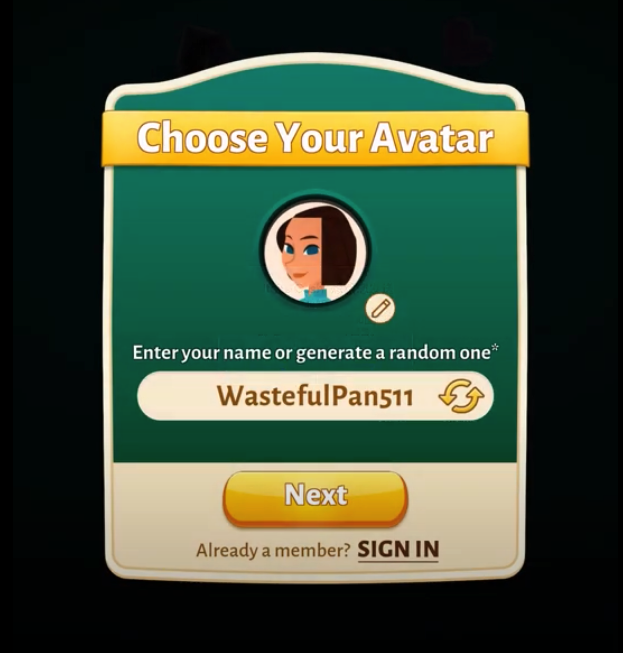 Choose Your Avatar
Enter your name or generate a random one*
WastefulPan511
Next
Already a member? SIGN IN